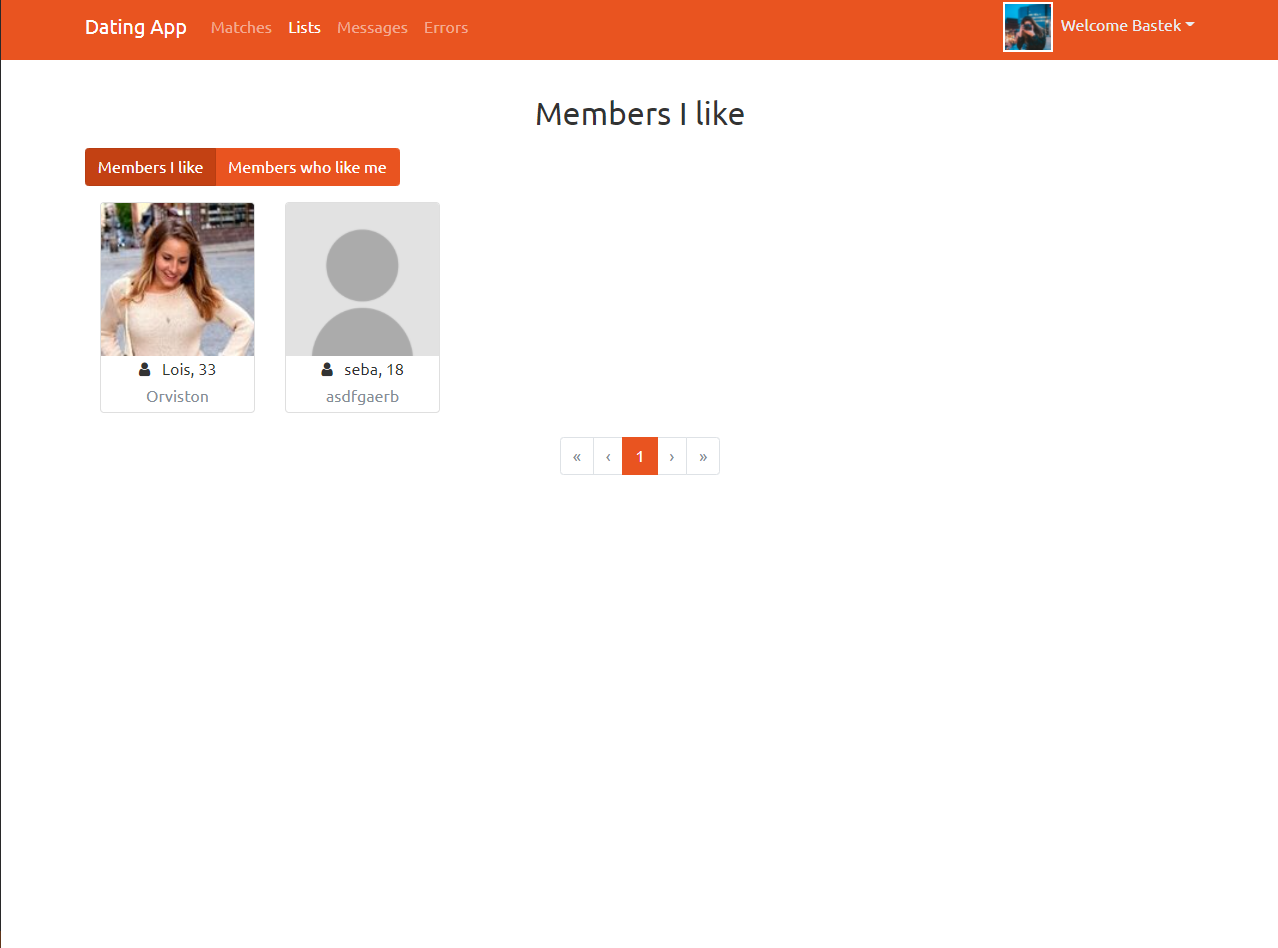 Dating App Matches Lists Messages Errors Welcome Bastek
Members I like
Members I like Members who like me
Lois, 33 seba, 18
Orviston asdfgaerb
« ‹ 1 › »